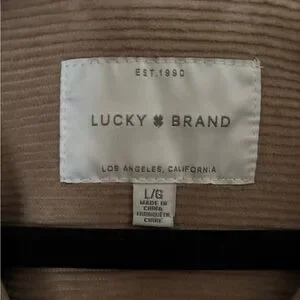 EST. 1990
LUCKY BRAND
LOS ANGELES, CALIFORNIA
L/G
MADE IN
CHINA
FABRIQUÉ EN
CHINE